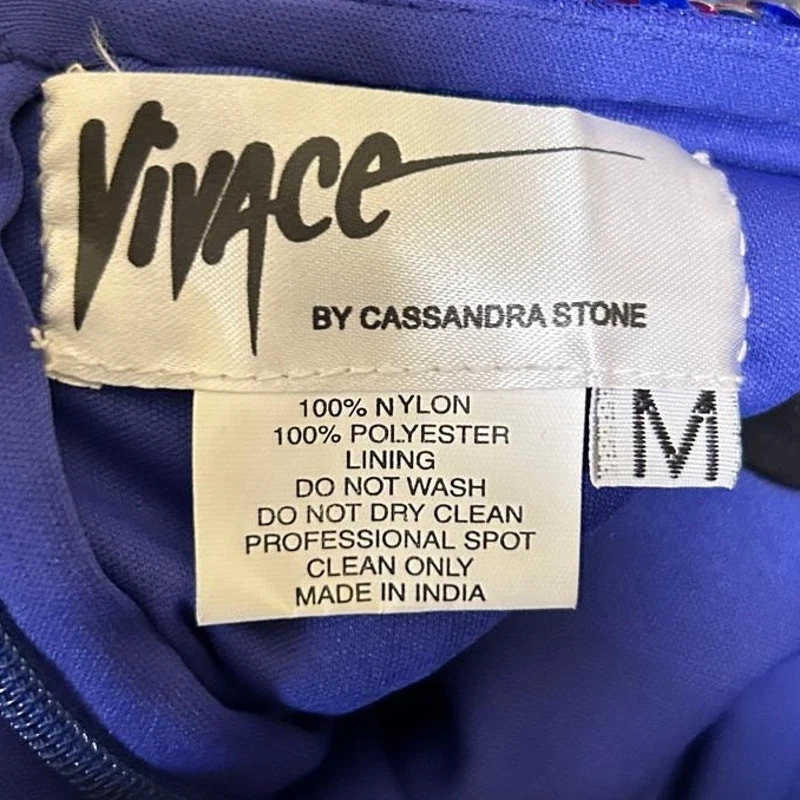 VIVACE
BY CASSANDRA STONE
100% NYLON
100% POLYESTER
LINING
DO NOT WASH
DO NOT DRY CLEAN
PROFESSIONAL SPOT
CLEAN ONLY
MADE IN INDIA
M